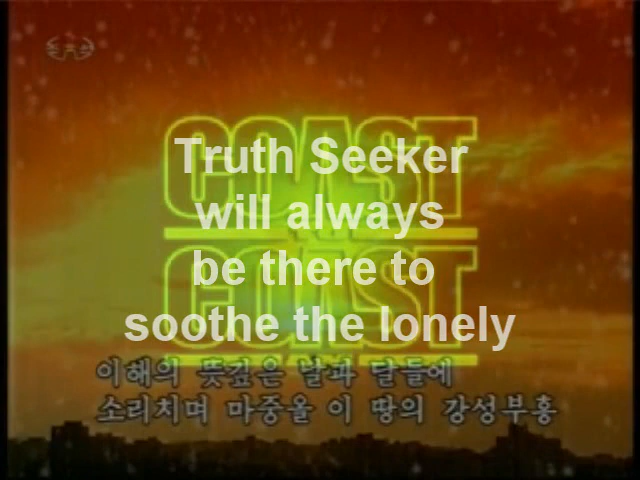 COAST
Truth Seeker
will always
TO
be there to
COAST
soothe the lonely
이해의 뜻깊은 날과 달들에
소리치며 마중올 이 땅의 강성부흥